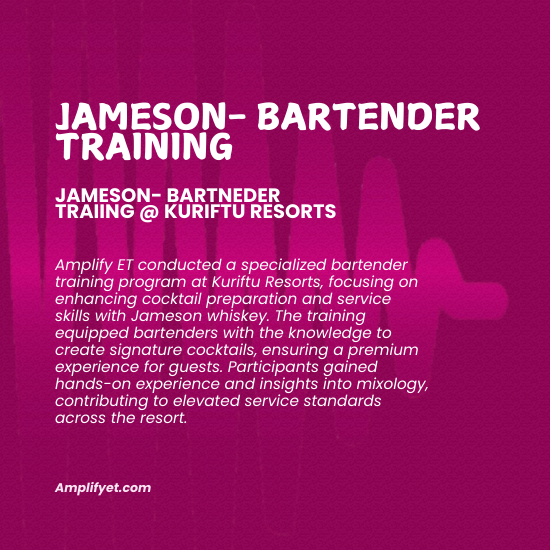 JAMESON- BARTENDER
TRAINING
JAMESON- BARTNEDER
TRAIING @ KURIFTU RESORTS
Amplify ET conducted a specialized bartender
training program at Kuriftu Resorts, focusing on
enhancing cocktail preparation and service
skills with Jameson whiskey. The training
equipped bartenders with the knowledge to
create signature cocktails, ensuring a premium
experience for guests. Participants gained
hands-on experience and insights into mixology,
contributing to elevated service standards
across the resort.
Amplifyet.com